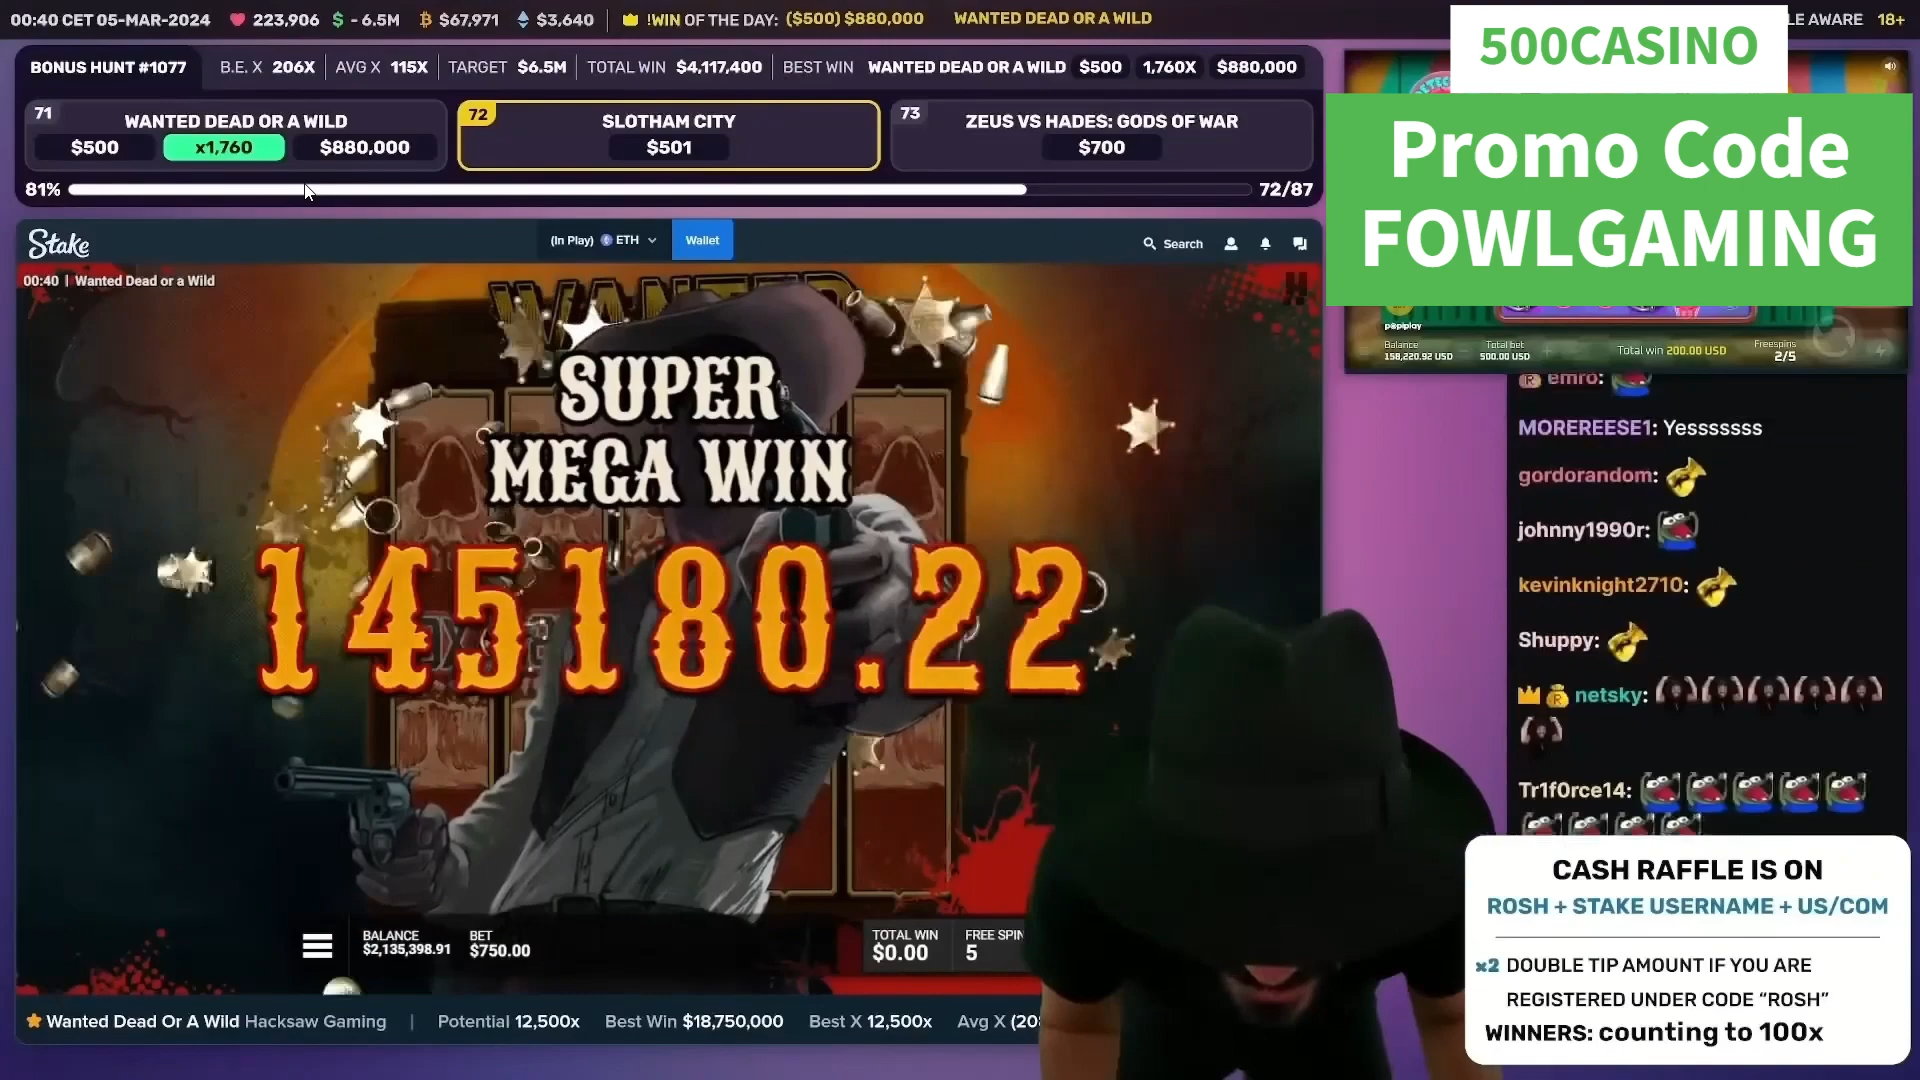 00:40 CET 05-MAR-2024 223,906 $ - 6.5M $67,971 $3,640 !WIN OF THE DAY: ($500) $880,000 WANTED DEAD OR A WILD
LE AWARE 18+
500CASINO
Promo Code
FOWLGAMING
BONUS HUNT #1077 B.E. X 206X AVG X 115X TARGET $6.5M TOTAL WIN $4,117,400 BEST WIN WANTED DEAD OR A WILD $500 1,760X $880,000
71 WANTED DEAD OR A WILD
$500 x1,760 $880,000
72 SLOTHAM CITY
$501
73 ZEUS VS HADES: GODS OF WAR
$700
81% 72/87
Stake (In Play) ETH Wallet Search
00:40 | Wanted Dead or a Wild
WANTED
SUPER
MEGA WIN
145180.22
BALANCE
$2,135,398.91
BET
$750.00
TOTAL WIN
$0.00
FREE SPIN
5
Wanted Dead Or A Wild Hacksaw Gaming | Potential 12,500x Best Win $18,750,000 Best X 12,500x Avg X (20
popiplay
Balance
158,220.92 USD
Total bet
500.00 USD
Total win 200.00 USD
Freespins
2/5
emro:
MOREREESE1: Yesssssss
gordorandom:
johnny1990r:
kevinknight2710:
Shuppy:
netsky:
Tr1f0rce14:
CASH RAFFLE IS ON
ROSH + STAKE USERNAME + US/COM
x2 DOUBLE TIP AMOUNT IF YOU ARE
REGISTERED UNDER CODE “ROSH”
WINNERS: counting to 100x